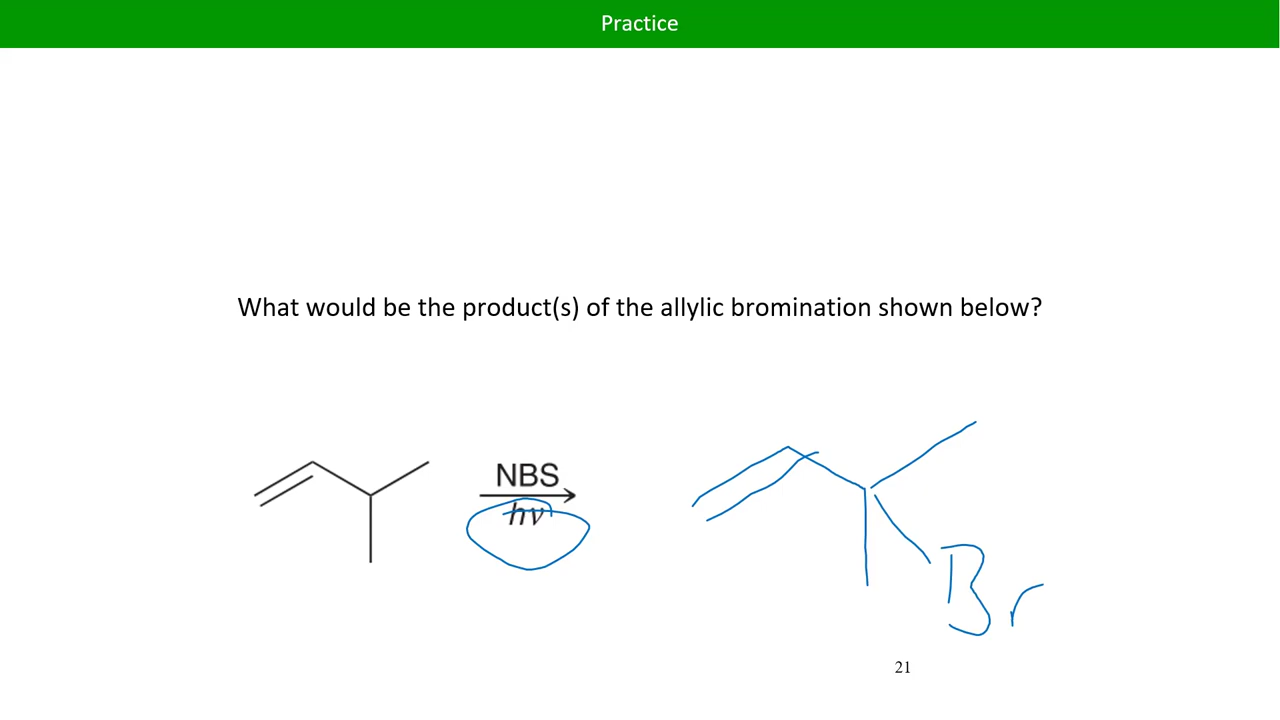 Practice
What would be the product(s) of the allylic bromination shown below?
NBS
hν
Br
21